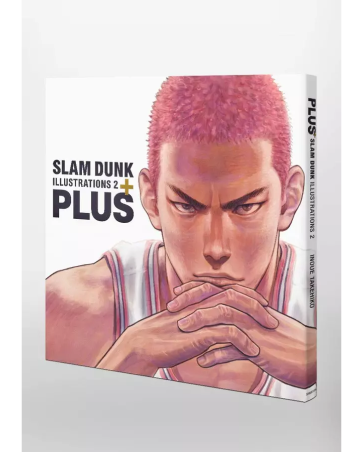 SLAM DUNK
ILLUSTRATIONS 2
PLUS
+
PLUS SLAM DUNK ILLUSTRATIONS 2
INOUE TAKEHIKO